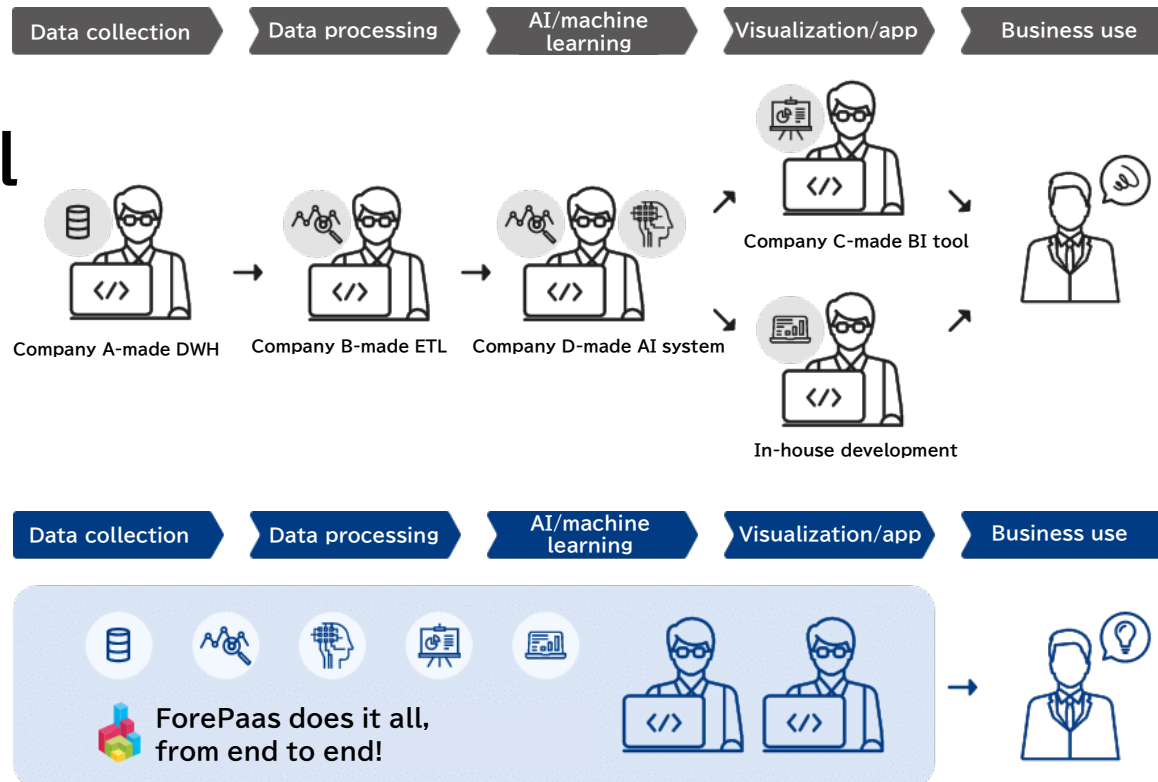 Data collection
Data processing
AI/machine
learning
Visualization/app
Business use
l
</>
</>
</>
</>
</>
Company A-made DWH
Company B-made ETL
Company D-made AI system
Company C-made BI tool
In-house development
Data collection
Data processing
AI/machine
learning
Visualization/app
Business use
</>
</>
ForePaas does it all,
from end to end!